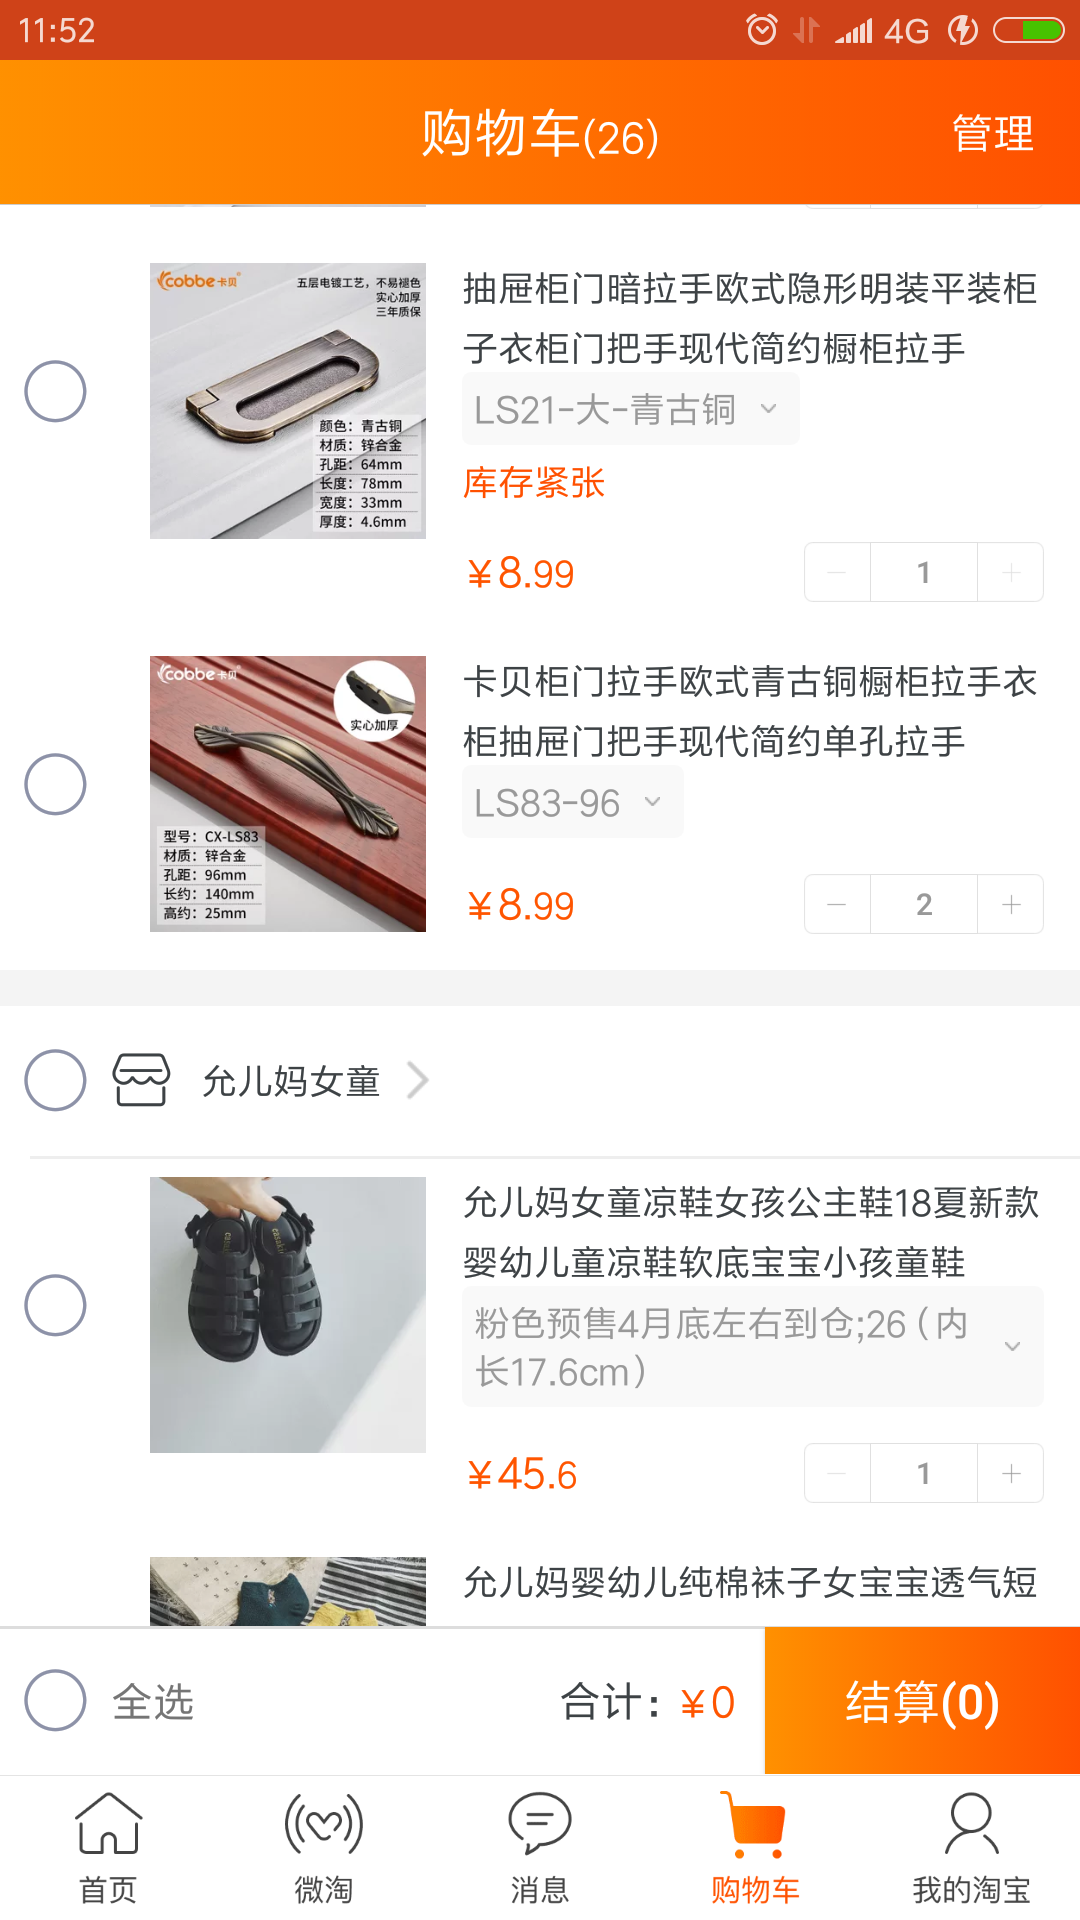 11:52
4G
购物车(26)
管理
cobbe卡贝
五层电镀工艺，不易褪色
实心加厚
三年质保
颜色：青古铜
材质：锌合金
孔距：64mm
长度：78mm
宽度：33mm
厚度：4.6mm
抽屉柜门暗拉手欧式隐形明装平装柜
子衣柜门把手现代简约橱柜拉手
LS21-大-青古铜
库存紧张
¥8.99
1
cobbe卡贝
实心加厚
型号：CX-LS83
材质：锌合金
孔距：96mm
长约：140mm
高约：25mm
卡贝柜门拉手欧式青古铜橱柜拉手衣
柜抽屉门把手现代简约单孔拉手
LS83-96
¥8.99
2
允儿妈女童
允儿妈女童凉鞋女孩公主鞋18夏新款
婴幼儿童凉鞋软底宝宝小孩童鞋
粉色预售4月底左右到仓;26（内
长17.6cm）
¥45.6
1
允儿妈婴幼儿纯棉袜子女宝宝透气短
全选
合计：¥0
结算(0)
首页
微淘
消息
购物车
我的淘宝